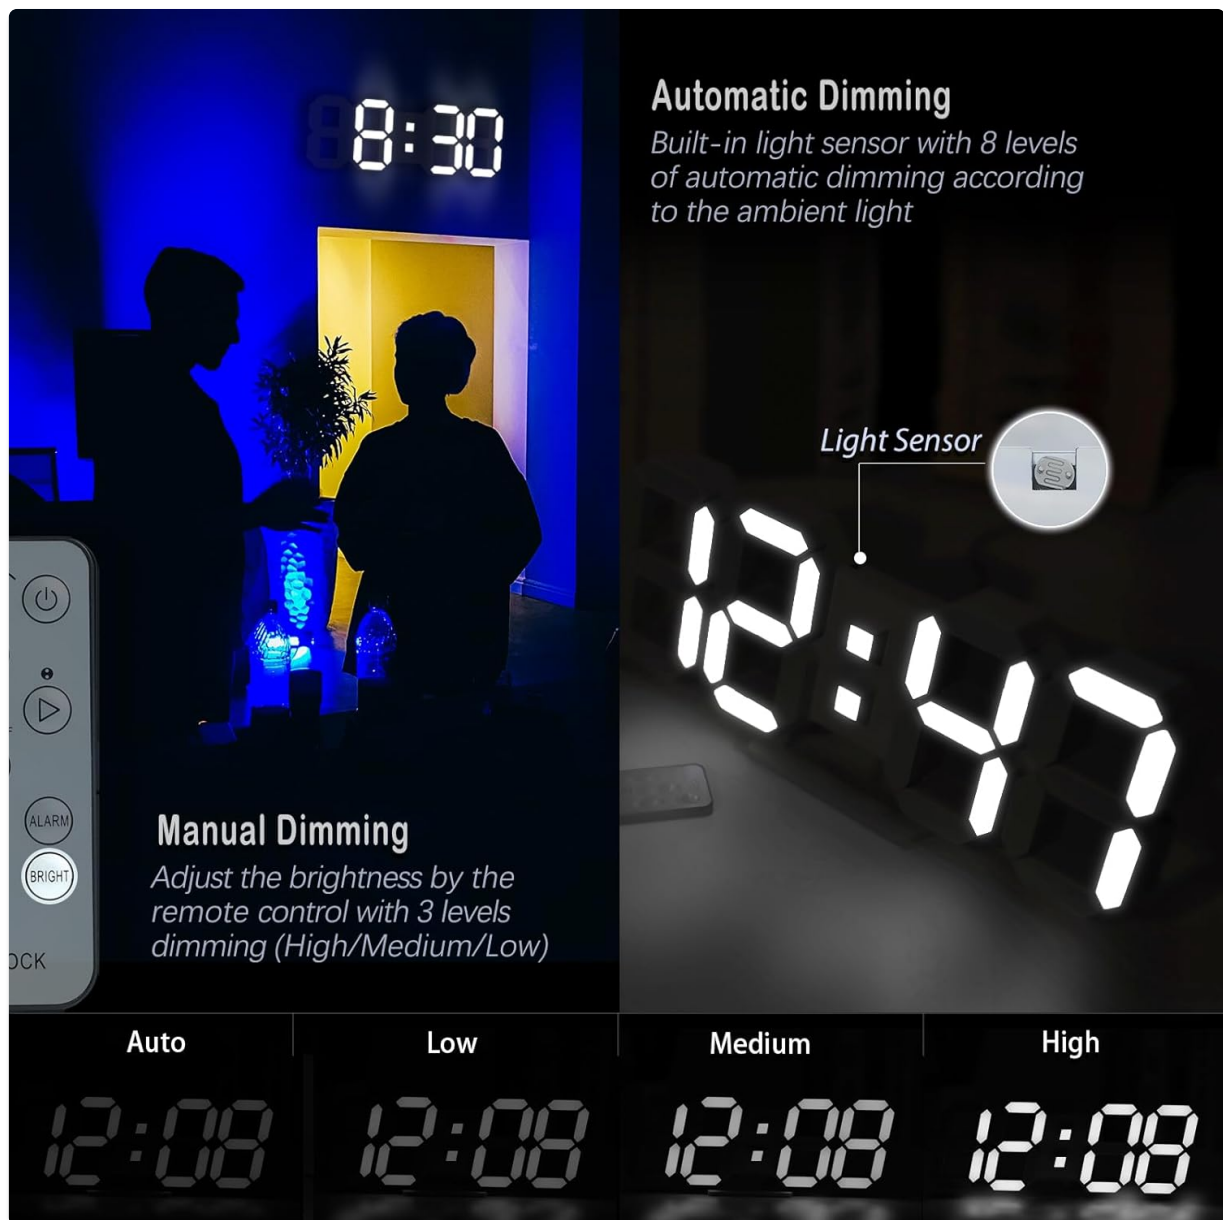 8:30
Automatic Dimming
Built-in light sensor with 8 levels
of automatic dimming according
to the ambient light
Light Sensor
12:47
ALARM
BRIGHT
OCK
Manual Dimming
Adjust the brightness by the
remote control with 3 levels
dimming (High/Medium/Low)
Auto
Low
Medium
High
12:08
12:08
12:08
12:08